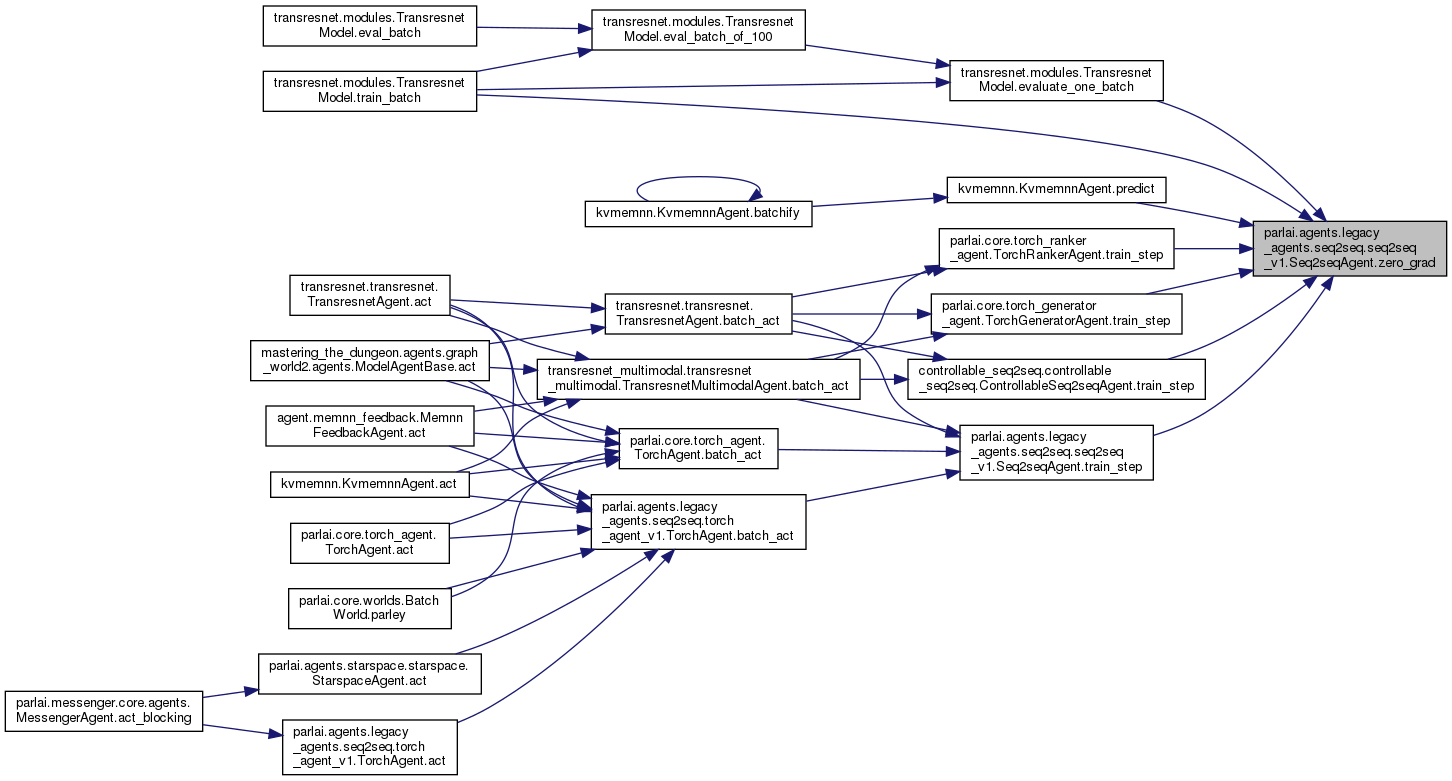 transresnet.modules.Transresnet
Model.eval_batch
transresnet.modules.Transresnet
Model.eval_batch_of_100
transresnet.modules.Transresnet
Model.train_batch
transresnet.modules.Transresnet
Model.evaluate_one_batch
kvmemnn.KvmemnnAgent.batchify
kvmemnn.KvmemnnAgent.predict
parlai.agents.legacy
_agents.seq2seq.seq2seq
_v1.Seq2seqAgent.zero_grad
parlai.core.torch_ranker
_agent.TorchRankerAgent.train_step
transresnet.transresnet.
TransresnetAgent.act
transresnet.transresnet.
TransresnetAgent.batch_act
parlai.core.torch_generator
_agent.TorchGeneratorAgent.train_step
mastering_the_dungeon.agents.graph
_world2.agents.ModelAgentBase.act
transresnet_multimodal.transresnet
_multimodal.TransresnetMultimodalAgent.batch_act
controllable_seq2seq.controllable
_seq2seq.ControllableSeq2seqAgent.train_step
agent.memnn_feedback.Memnn
FeedbackAgent.act
parlai.core.torch_agent.
TorchAgent.batch_act
parlai.agents.legacy
_agents.seq2seq.seq2seq
_v1.Seq2seqAgent.train_step
kvmemnn.KvmemnnAgent.act
parlai.agents.legacy
_agents.seq2seq.torch
_agent_v1.TorchAgent.batch_act
parlai.core.torch_agent.
TorchAgent.act
parlai.core.worlds.Batch
World.parley
parlai.agents.starspace.starspace.
StarspaceAgent.act
parlai.messenger.core.agents.
MessengerAgent.act_blocking
parlai.agents.legacy
_agents.seq2seq.torch
_agent_v1.TorchAgent.act